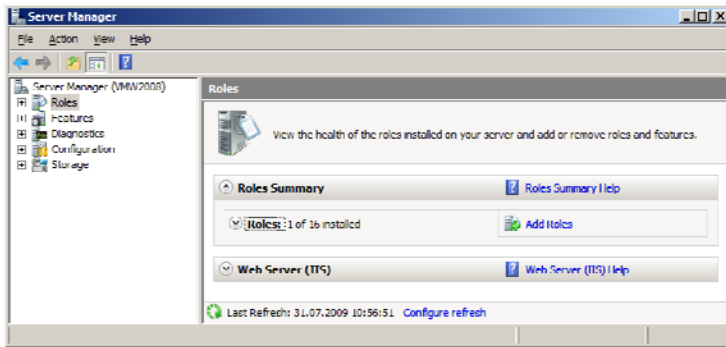 Server Manager
File Action View Help
Server Manager (VMW2008)
Roles
Features
Diagnostics
Configuration
Storage
Roles
View the health of the roles installed on your server and add or remove roles and features.
Roles Summary
Roles Summary Help
Roles: 1 of 16 installed
Add Roles
Web Server (IIS)
Web Server (IIS) Help
Last Refresh: 31.07.2009 10:56:51 Configure refresh